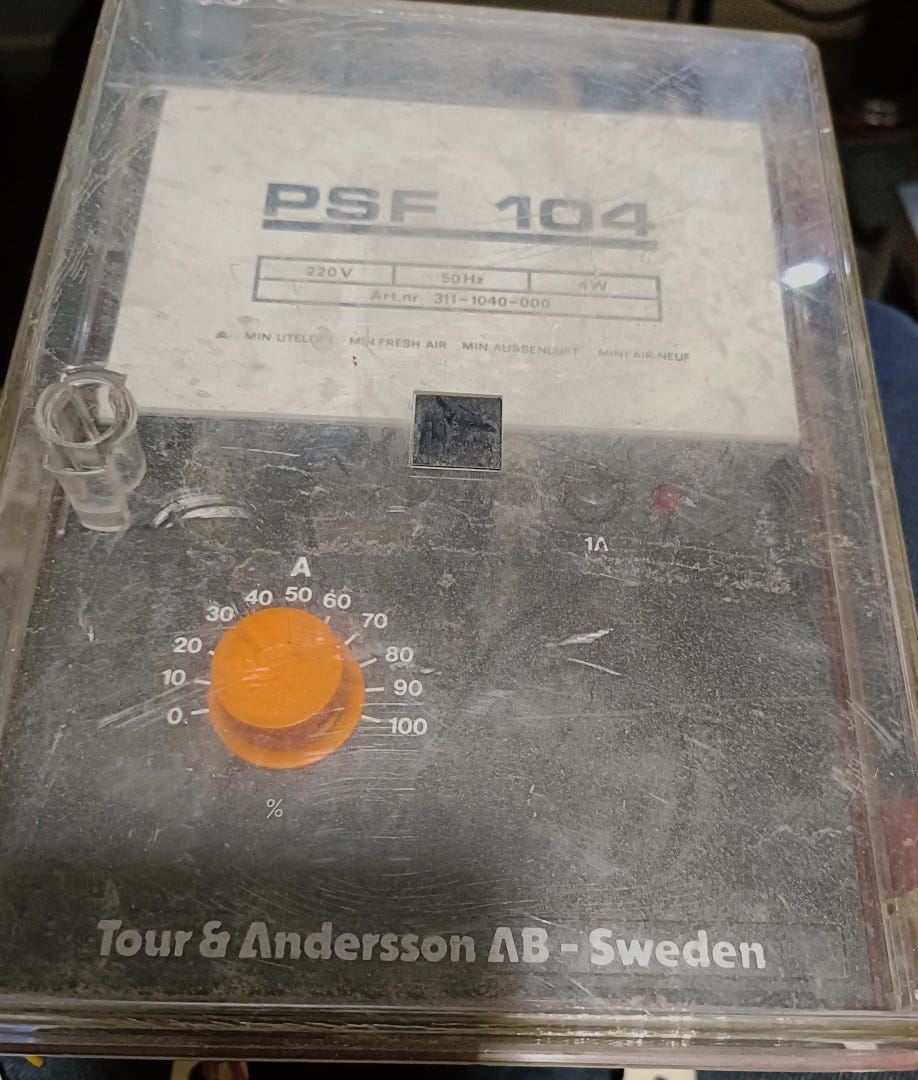 PSF 104
220V 50Hz 4W
Art.nr 311-1040-000
A MIN MIN FRESH AIR MIN AUSSENLUFT MINI AIR NEUF
1A
A
0 10 20 30 40 50 60 70 80 90 100
%
Tour & Andersson AB - Sweden